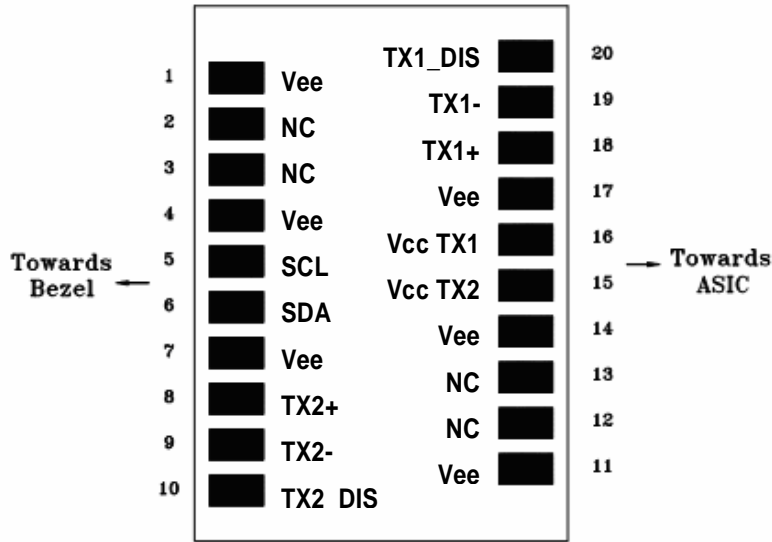 1 Vee
2 NC
3 NC
4 Vee
5 SCL
6 SDA
7 Vee
8 TX2+
9 TX2-
10 TX2 DIS
TX1_DIS 20
TX1- 19
TX1+ 18
Vee 17
Vcc TX1 16
Vcc TX2 15
Vee 14
NC 13
NC 12
Vee 11
Towards
Bezel
Towards
ASIC